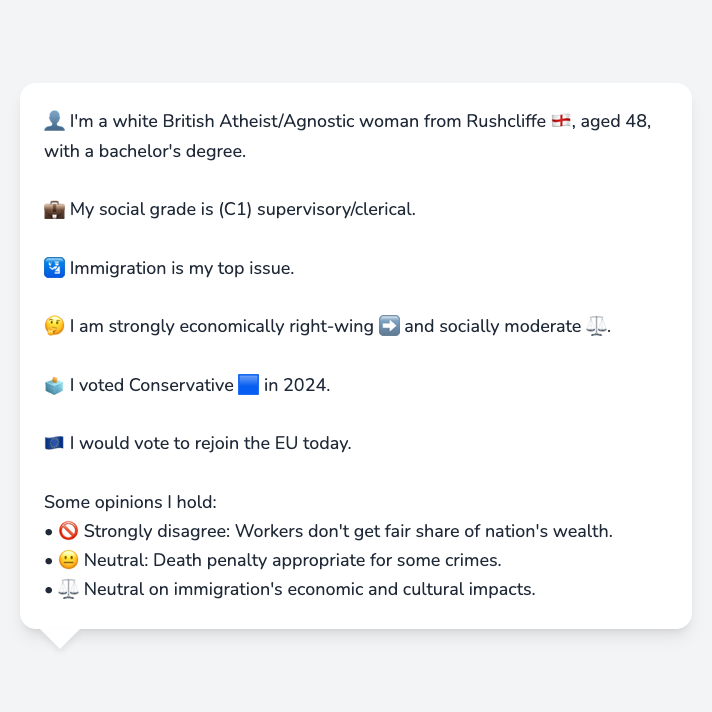 👤 I'm a white British Atheist/Agnostic woman from Rushcliffe 🏴󠁧󠁢󠁥󠁮󠁧󠁿, aged 48,
with a bachelor's degree.
💼 My social grade is (C1) supervisory/clerical.
🛂 Immigration is my top issue.
🤔 I am strongly economically right-wing ➡️ and socially moderate ⚖️.
🗳️ I voted Conservative 🟦 in 2024.
🇪🇺 I would vote to rejoin the EU today.
Some opinions I hold:
• 🚫 Strongly disagree: Workers don't get fair share of nation's wealth.
• 😐 Neutral: Death penalty appropriate for some crimes.
• ⚖️ Neutral on immigration's economic and cultural impacts.